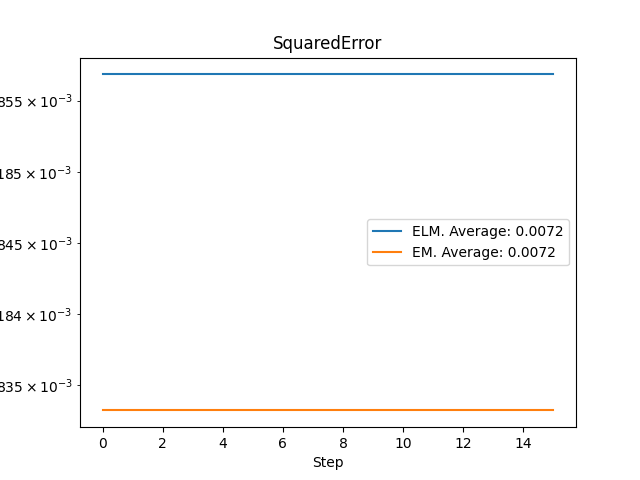 SquaredError
855 × 10⁻³
185 × 10⁻³
845 × 10⁻³
184 × 10⁻³
835 × 10⁻³
ELM. Average: 0.0072
EM. Average: 0.0072
0 2 4 6 8 10 12 14
Step